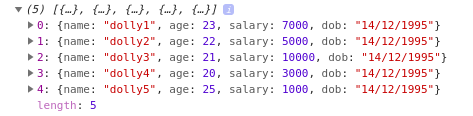 (5) [{…}, {…}, {…}, {…}, {…}] i
0: {name: "dolly1", age: 23, salary: 7000, dob: "14/12/1995"}
1: {name: "dolly2", age: 22, salary: 5000, dob: "14/12/1995"}
2: {name: "dolly3", age: 21, salary: 10000, dob: "14/12/1995"}
3: {name: "dolly4", age: 20, salary: 3000, dob: "14/12/1995"}
4: {name: "dolly5", age: 25, salary: 1000, dob: "14/12/1995"}
length: 5